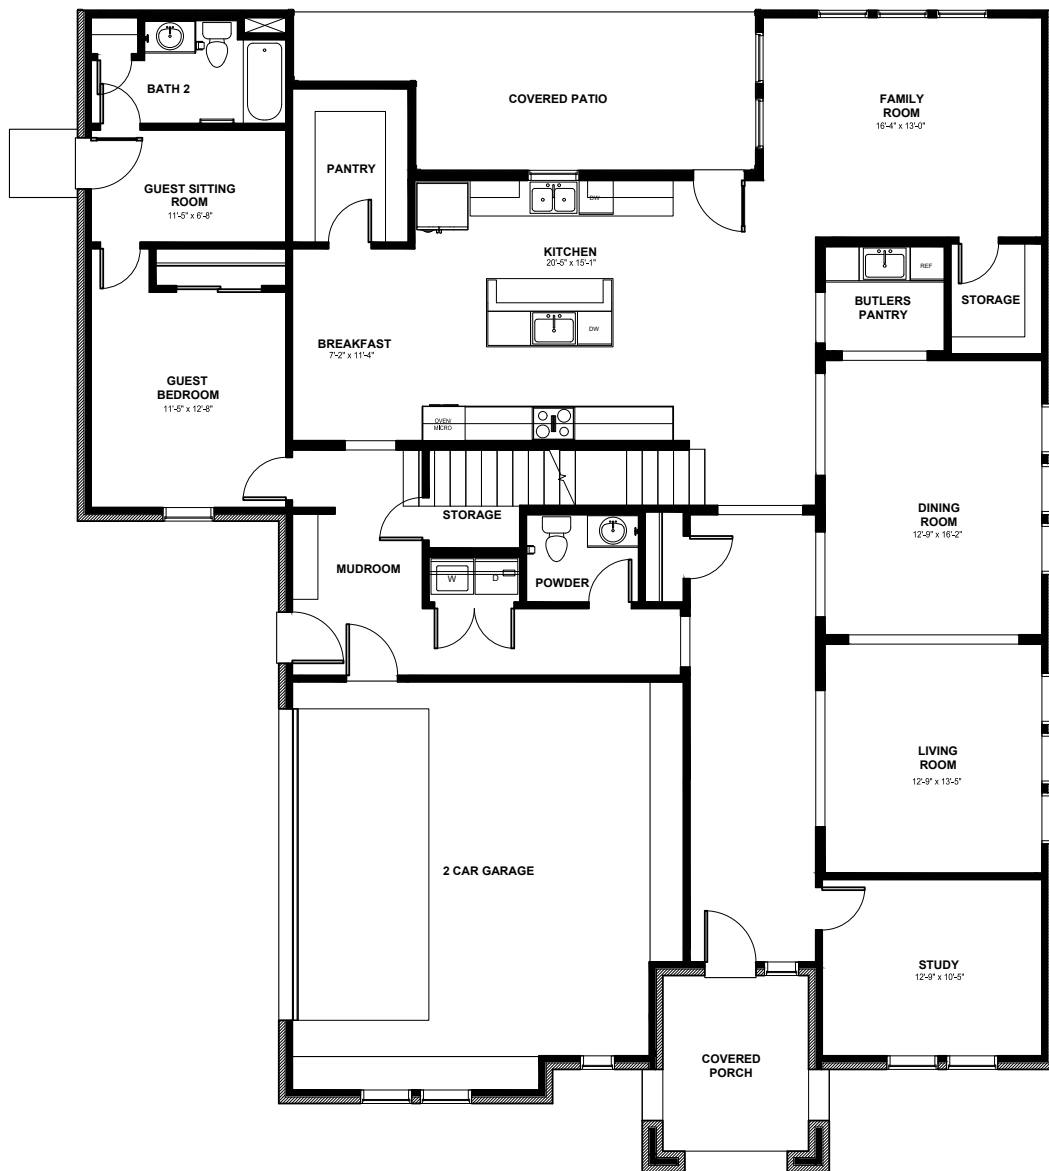 BATH 2
COVERED PATIO
FAMILY
ROOM
16'-4" x 13'-0"
PANTRY
GUEST SITTING
ROOM
11'-5" x 6'-8"
DW
KITCHEN
20'-5" x 15'-1"
REF
BUTLERS
PANTRY
STORAGE
DW
BREAKFAST
7'-2" x 11'-4"
GUEST
BEDROOM
11'-5" x 12'-8"
OVEN/
MICRO
STORAGE
DINING
ROOM
12'-9" x 16'-2"
MUDROOM
W
D
POWDER
LIVING
ROOM
12'-9" x 13'-5"
2 CAR GARAGE
STUDY
12'-9" x 10'-5"
COVERED
PORCH